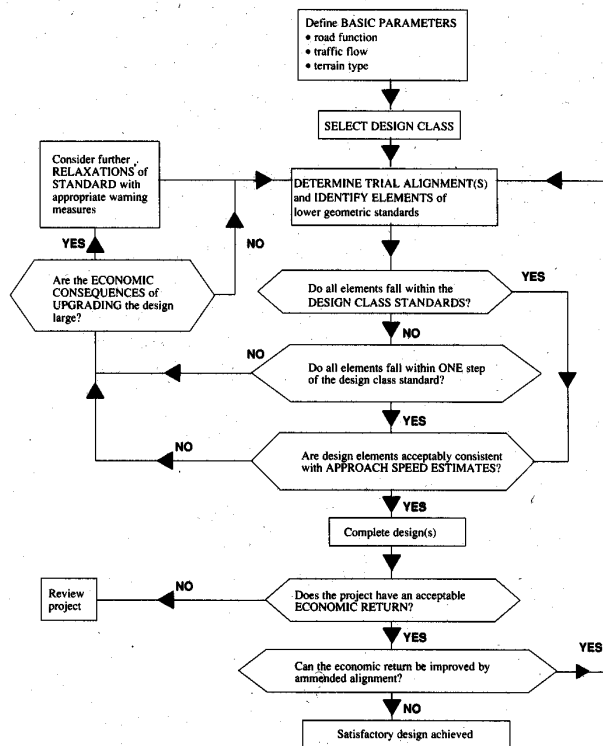 Define BASIC PARAMETERS
• road function
• traffic flow
• terrain type
SELECT DESIGN CLASS
Consider further
RELAXATIONS of
STANDARD with
appropriate warning
measures
DETERMINE TRIAL ALIGNMENT(S)
and IDENTIFY ELEMENTS of
lower geometric standards
YES
NO
Are the ECONOMIC
CONSEQUENCES of
UPGRADING the design
large?
Do all elements fall within the
DESIGN CLASS STANDARDS?
YES
NO
NO
Do all elements fall within ONE step
of the design class standard?
YES
NO
Are design elements acceptably consistent
with APPROACH SPEED ESTIMATES?
YES
Complete design(s)
NO
Review
project
Does the project have an acceptable
ECONOMIC RETURN?
YES
YES
Can the economic return be improved by
ammended alignment?
NO
Satisfactory design achieved